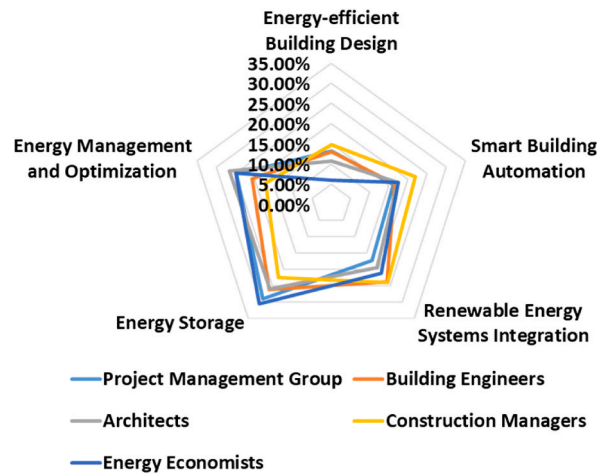 Energy-efficient
Building Design
35.00%
30.00%
25.00%
20.00%
15.00%
10.00%
5.00%
0.00%
Energy Management
and Optimization
Smart Building
Automation
Energy Storage
Renewable Energy
Systems Integration
Project Management Group
Building Engineers
Architects
Construction Managers
Energy Economists